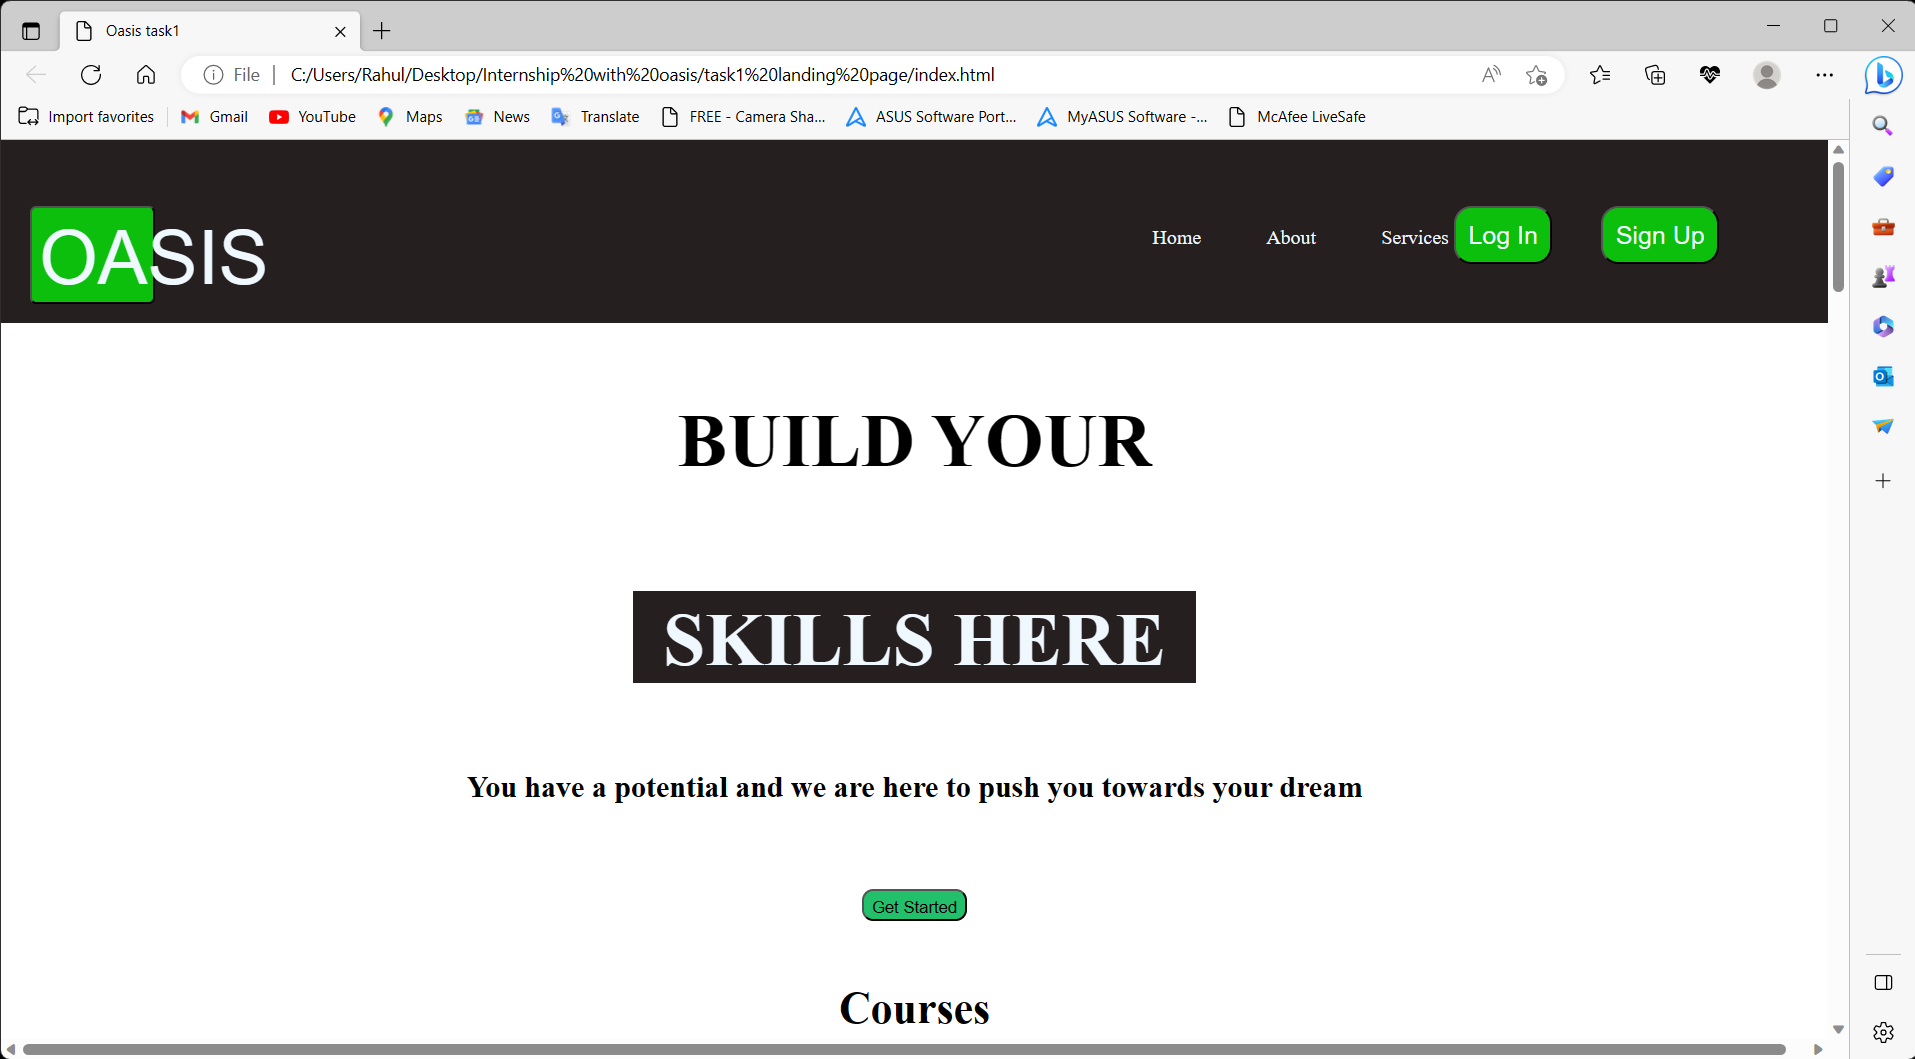 Oasis task1
File
C:/Users/Rahul/Desktop/Internship%20with%20oasis/task1%20landing%20page/index.html
Import favorites
Gmail
YouTube
Maps
News
Translate
FREE - Camera Sha...
ASUS Software Port...
MyASUS Software -...
McAfee LiveSafe
OASIS
Home
About
Services
Log In
Sign Up
BUILD YOUR
SKILLS HERE
You have a potential and we are here to push you towards your dream
Get Started
Courses